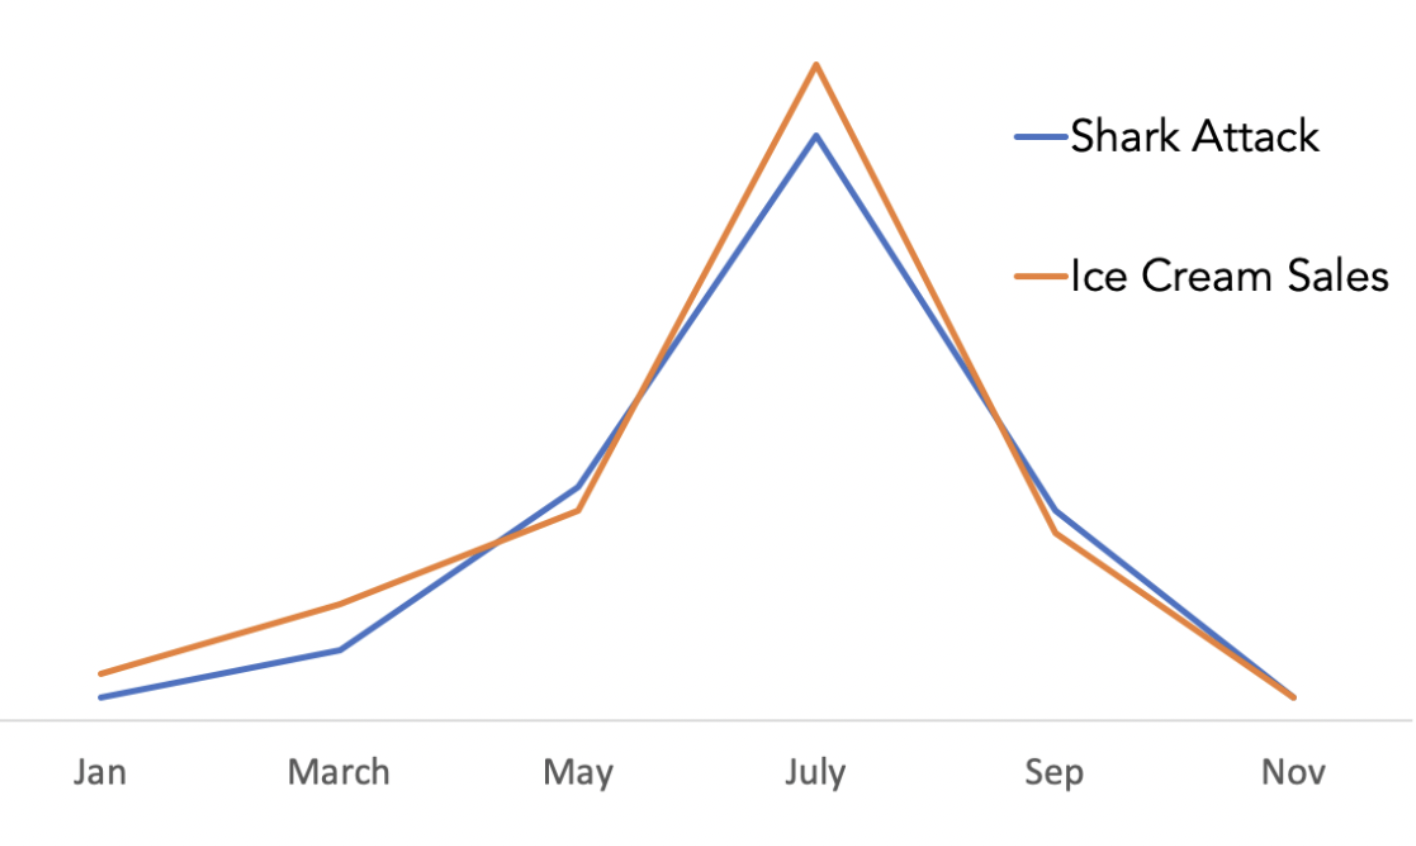 Shark Attack
Ice Cream Sales
Jan March May July Sep Nov